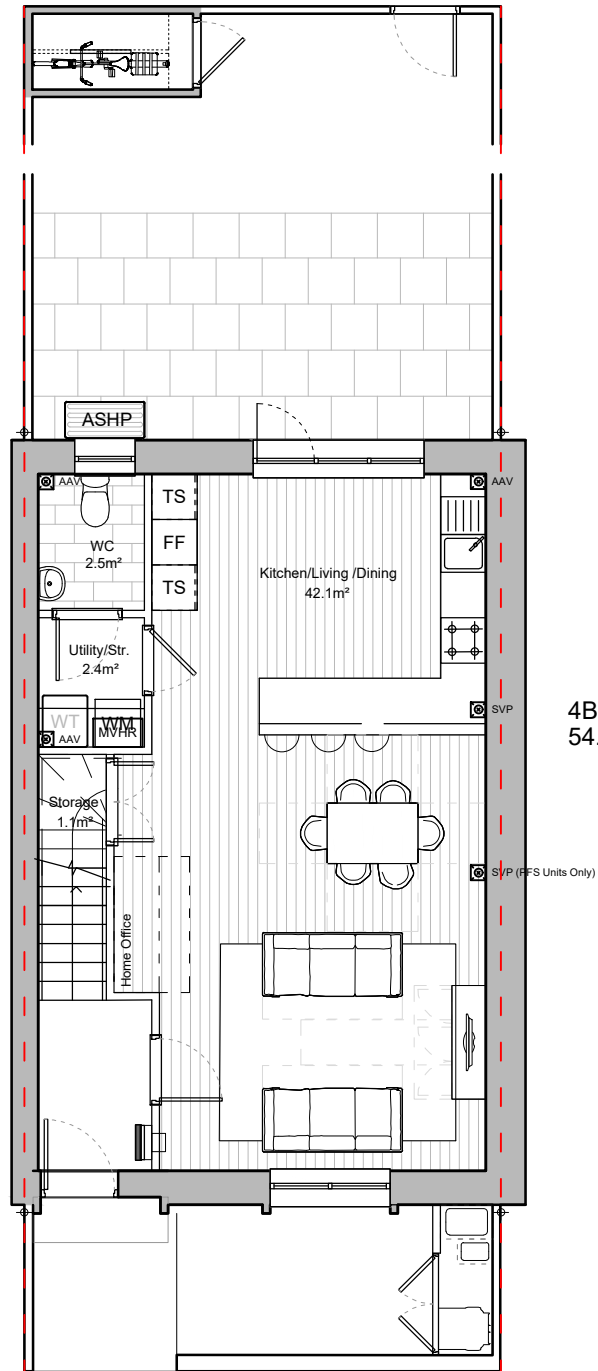 ASHP
AAV
TS
AAV
WC
2.5m²
FF
Kitchen/Living /Dining
42.1m²
TS
Utility/Str.
2.4m²
WT
WM
MVHR
AAV
SVP
4B
54.
Storage
1.1m²
SVP (FFS Units Only)
Home Office